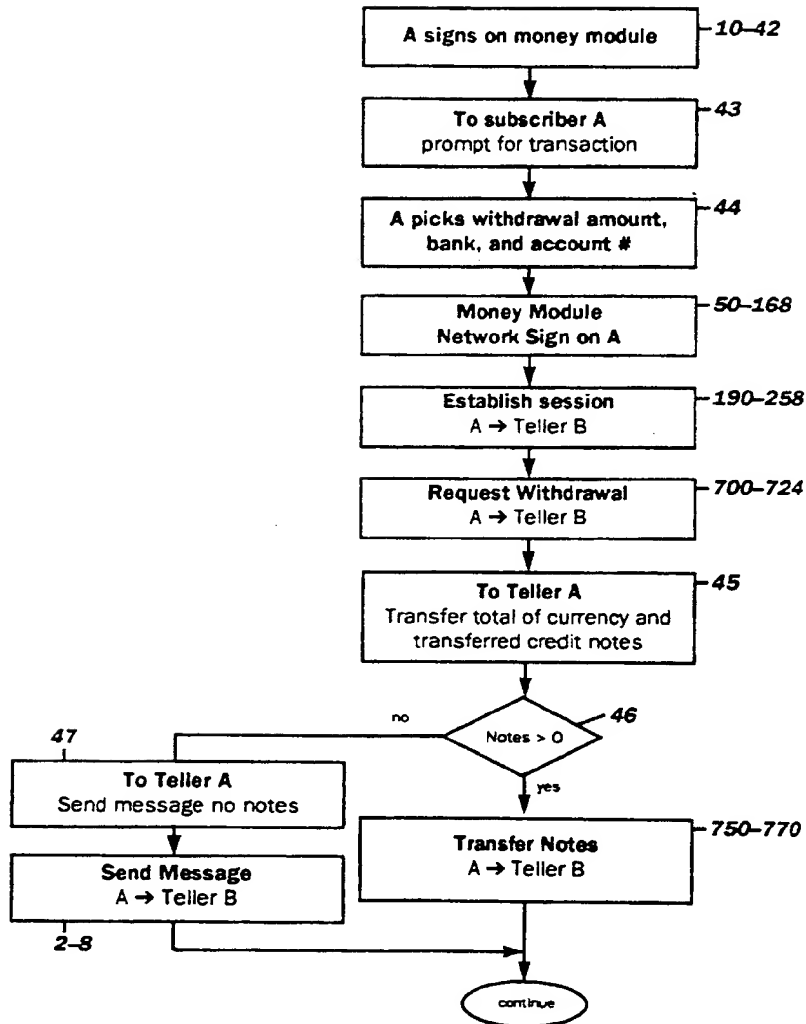 A signs on money module
10–42
To subscriber A
prompt for transaction
43
A picks withdrawal amount,
bank, and account #
44
Money Module
Network Sign on A
50–168
Establish session
A → Teller B
190–258
Request Withdrawal
A → Teller B
700–724
To Teller A
Transfer total of currency and
transferred credit notes
45
Notes > 0
46
no
yes
47
To Teller A
Send message no notes
Send Message
A → Teller B
2–8
Transfer Notes
A → Teller B
750–770
continue